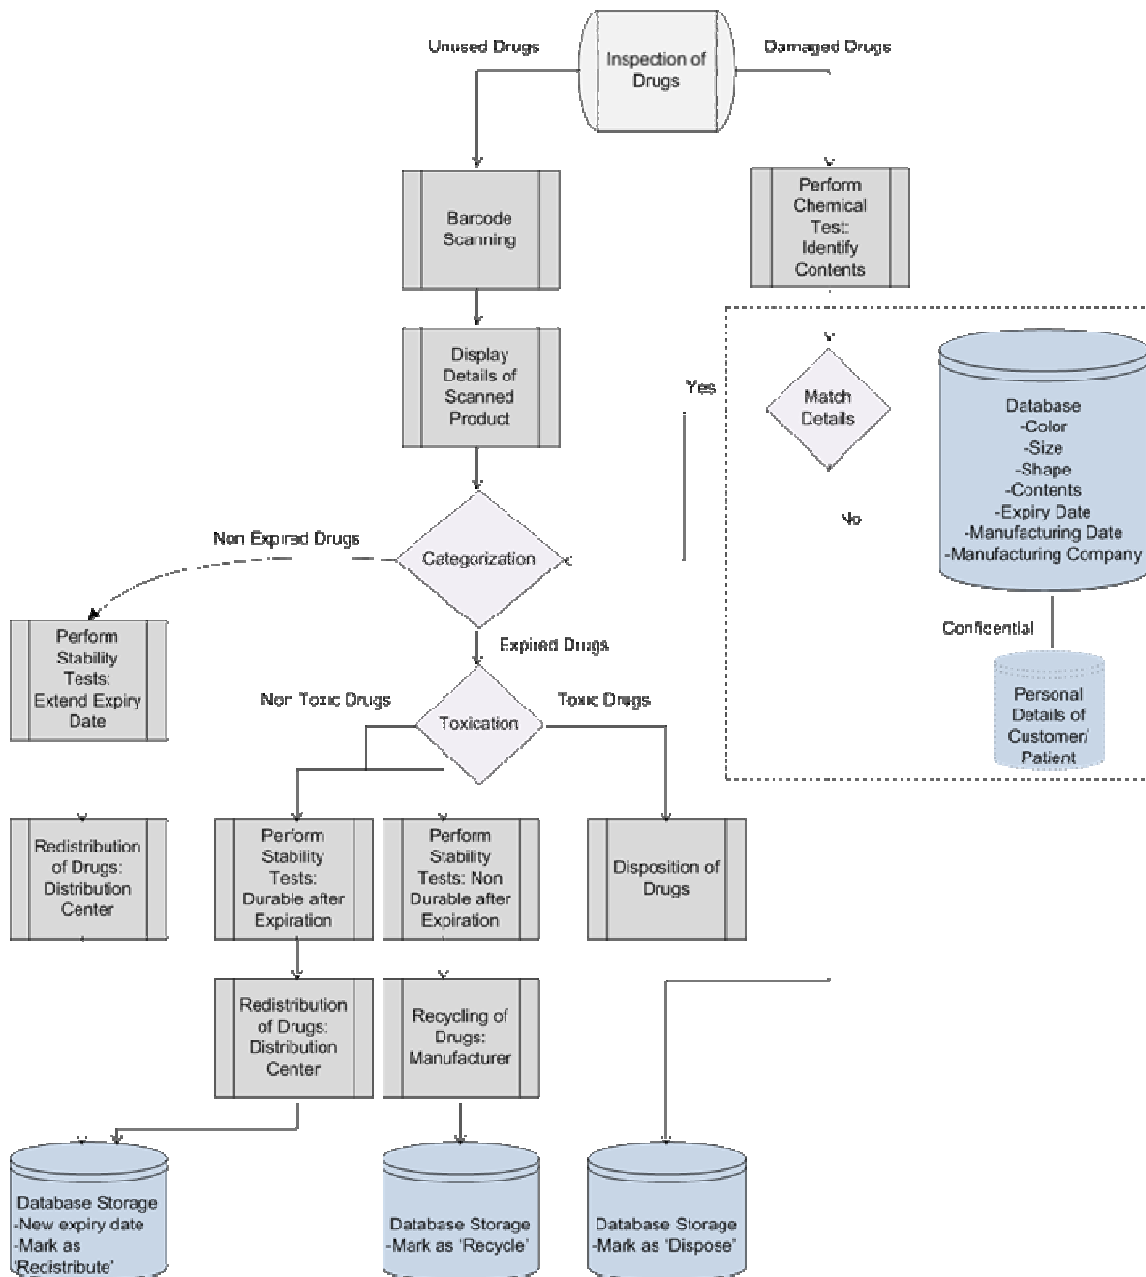 Unused Drugs
Damaged Drugs
Inspection of
Drugs
Barcode
Scanning
Perform
Chemical
Test:
Identify
Contents
Display
Details of
Scanned
Product
Yes
Match
Details
No
Database
-Color
-Size
-Shape
-Contents
-Expiry Date
-Manufacturing Date
-Manufacturing Company
Confidential
Personal
Details of
Customer/
Patient
Non Expired Drugs
Categorization
Expired Drugs
Perform
Stability
Tests:
Extend Expiry
Date
Non Toxic Drugs
Toxic Drugs
Toxication
Redistribution
of Drugs:
Distribution
Center
Perform
Stability
Tests:
Durable after
Expiration
Perform
Stability
Tests: Non
Durable after
Expiration
Disposition of
Drugs
Redistribution
of Drugs:
Distribution
Center
Recycling of
Drugs:
Manufacturer
Database Storage
-New expiry date
-Mark as
'Redistribute'
Database Storage
-Mark as 'Recycle'
Database Storage
-Mark as 'Dispose'